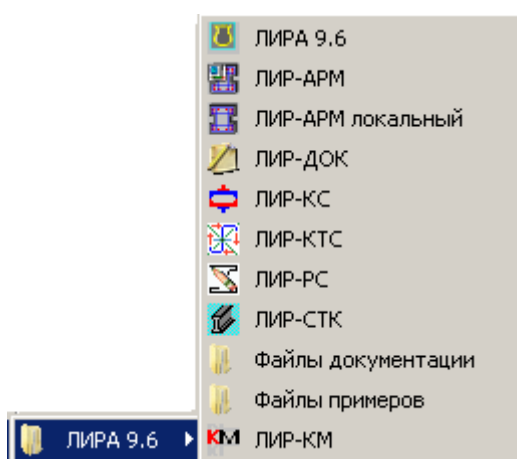 ЛИРА 9.6
ЛИР-АРМ
ЛИР-АРМ локальный
ЛИР-ДОК
ЛИР-КС
ЛИР-КТС
ЛИР-РС
ЛИР-СТК
Файлы документации
Файлы примеров
ЛИРА 9.6 КМ ЛИР-КМ